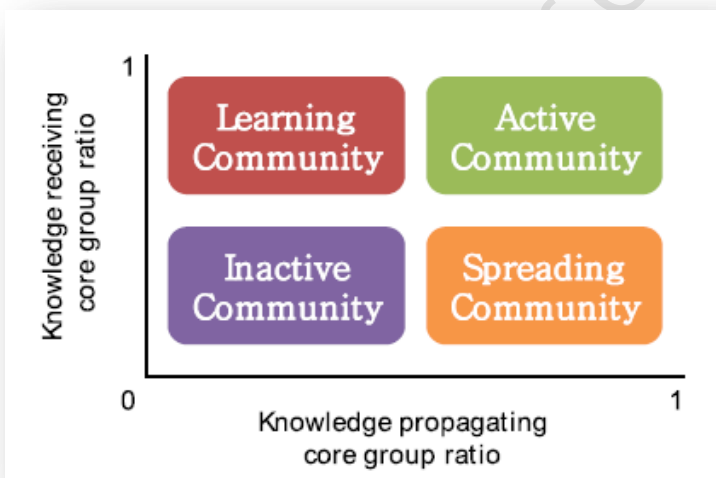 1
Knowledge receiving
core group ratio
Learning
Community
Active
Community
Inactive
Community
Spreading
Community
0
1
Knowledge propagating
core group ratio